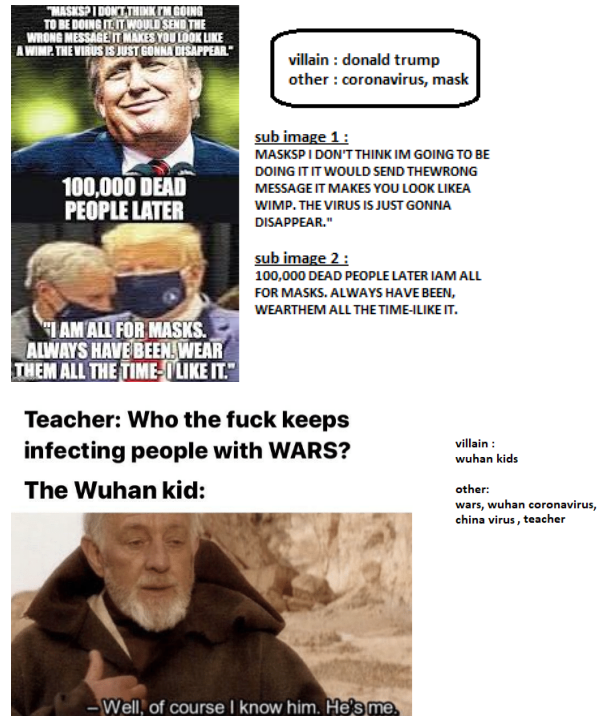 "MASKS? I DON'T THINK I'M GOING
TO BE DOING IT. IT WOULD SEND THE
WRONG MESSAGE. IT MAKES YOU LOOK LIKE
A WIMP. THE VIRUS IS JUST GONNA DISAPPEAR."
100,000 DEAD
PEOPLE LATER
"I AM ALL FOR MASKS.
ALWAYS HAVE BEEN. WEAR
THEM ALL THE TIME-I LIKE IT."
villain : donald trump
other : coronavirus, mask
sub image 1 :
MASKSP I DON'T THINK IM GOING TO BE
DOING IT IT WOULD SEND THEWRONG
MESSAGE IT MAKES YOU LOOK LIKEA
WIMP. THE VIRUS IS JUST GONNA
DISAPPEAR."
sub image 2 :
100,000 DEAD PEOPLE LATER IAM ALL
FOR MASKS. ALWAYS HAVE BEEN,
WEARTHEM ALL THE TIME-ILIKE IT.
Teacher: Who the fuck keeps
infecting people with WARS?
The Wuhan kid:
– Well, of course I know him. He's me.
villain :
wuhan kids
other:
wars, wuhan coronavirus,
china virus , teacher